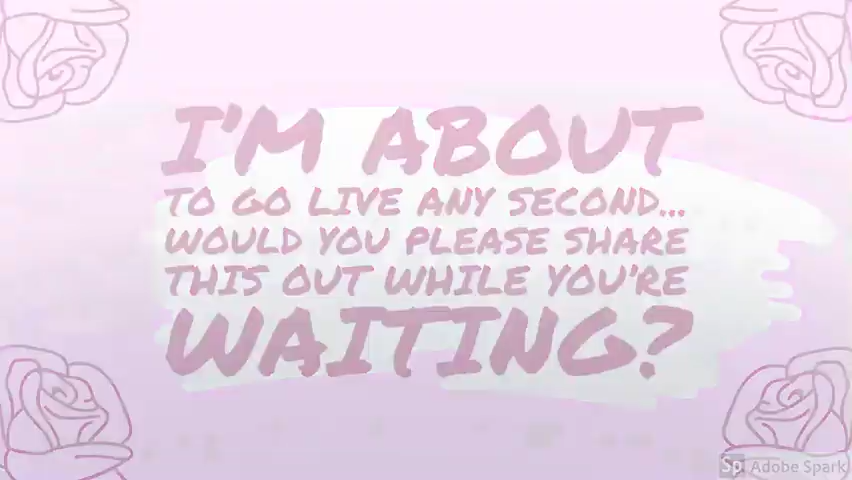 I'M ABOUT
TO GO LIVE ANY SECOND...
WOULD YOU PLEASE SHARE
THIS OUT WHILE YOU'RE
WAITING?
Sp Adobe Spark